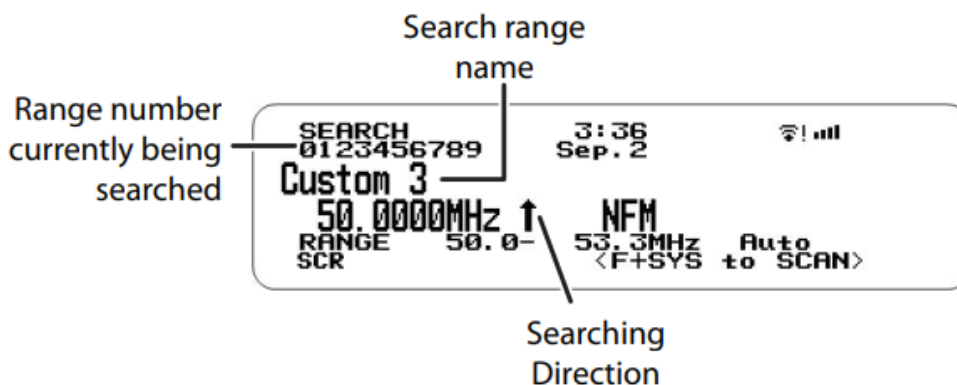 Search range
name
Range number
currently being
searched
SEARCH 3:36
0123456789 Sep. 2
Custom 3
50.0000MHz NFM
RANGE 50.0- 53.3MHz Auto
SCR <F+SYS to SCAN>
Searching
Direction